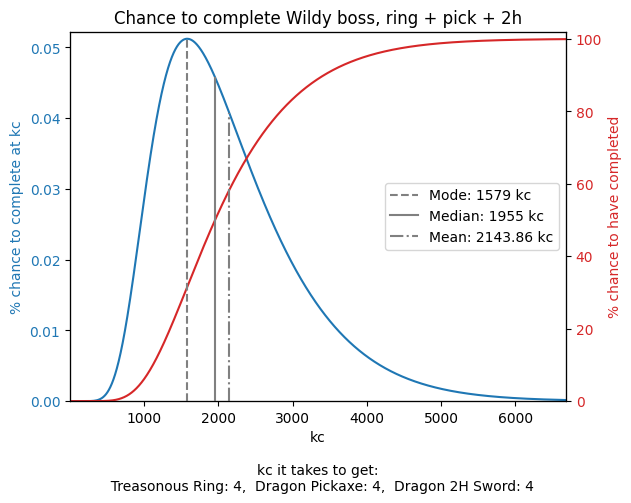 Chance to complete Wildy boss, ring + pick + 2h
% chance to complete at kc
0.05
0.04
0.03
0.02
0.01
0.00
100
80
60
40
20
0
% chance to have completed
Mode: 1579 kc
Median: 1955 kc
Mean: 2143.86 kc
1000 2000 3000 4000 5000 6000
kc
kc it takes to get:
Treasonous Ring: 4,  Dragon Pickaxe: 4,  Dragon 2H Sword: 4